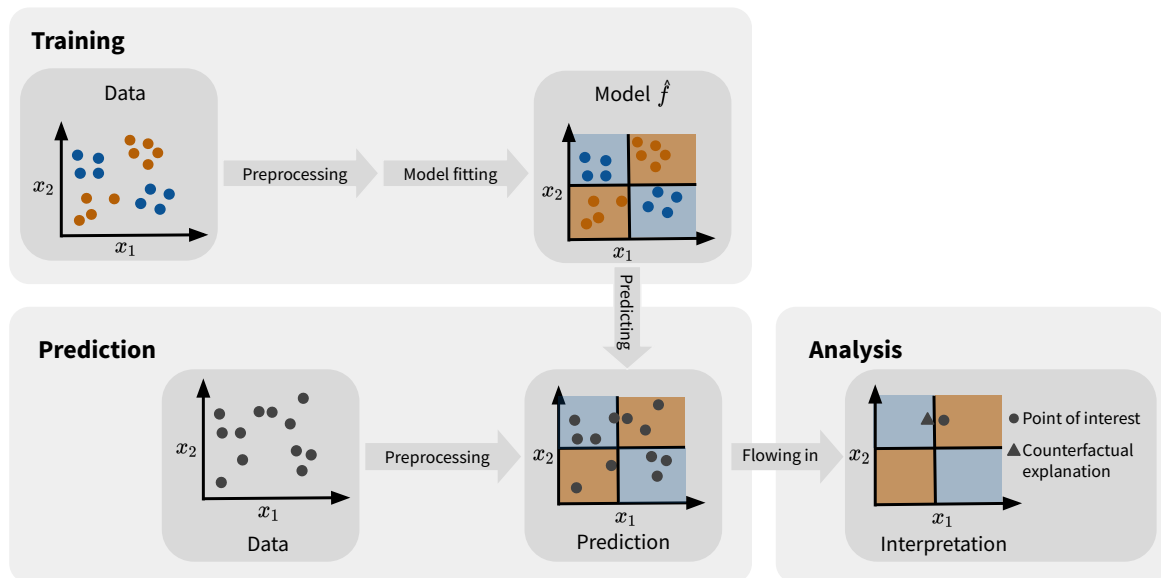 Training
Data
x₂
x₁
Preprocessing
Model fitting
Model f̂
x₂
x₁
Predicting
Prediction
x₂
x₁
Data
Preprocessing
x₂
x₁
Prediction
Flowing in
Analysis
x₂
x₁
Interpretation
Point of interest
Counterfactual
explanation